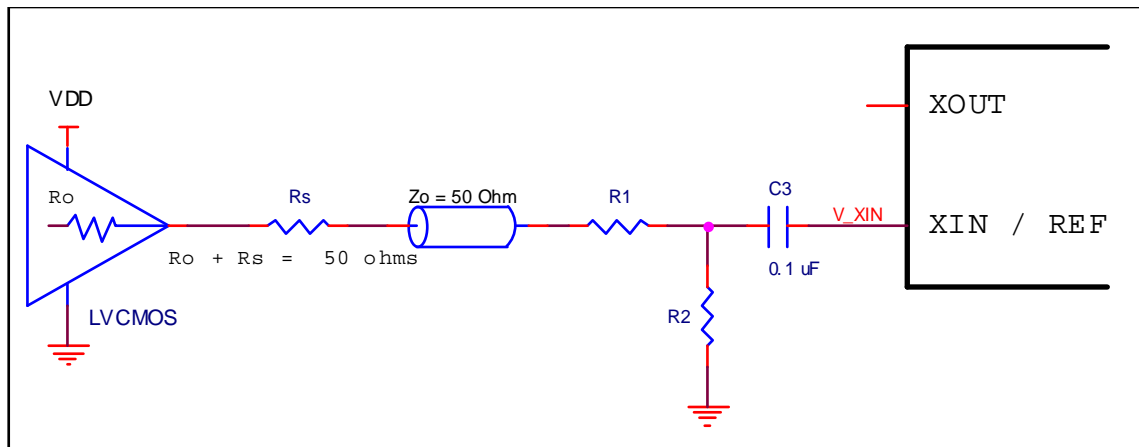 VDD
XOUT
Ro
Rs
Zo = 50 Ohm
R1
C3
V_XIN
XIN / REF
Ro + Rs = 50 ohms
0.1 uF
LVCMOS
R2